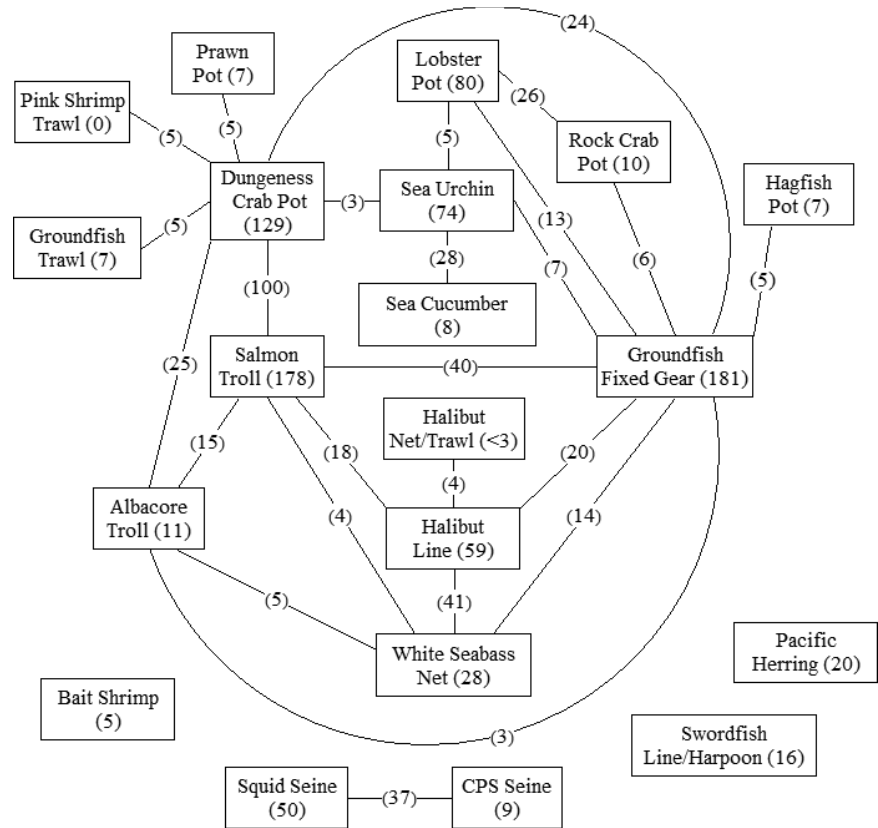 (24)
Prawn
Pot (7)
Lobster
Pot (80)
Pink Shrimp
Trawl (0)
(26)
(5)
(5)
(5)
Rock Crab
Pot (10)
Dungeness
Crab Pot
(129)
(3)
Sea Urchin
(74)
Hagfish
Pot (7)
(5)
(13)
Groundfish
Trawl (7)
(28)
(7)
(6)
(5)
(100)
Sea Cucumber
(8)
Salmon
Troll (178)
(40)
Groundfish
Fixed Gear (181)
(25)
(15)
(18)
Halibut
Net/Trawl (<3)
(20)
(4)
(4)
(14)
Albacore
Troll (11)
Halibut
Line (59)
(5)
(41)
White Seabass
Net (28)
Pacific
Herring (20)
Bait Shrimp
(5)
(3)
Swordfish
Line/Harpoon (16)
Squid Seine
(50)
(37)
CPS Seine
(9)